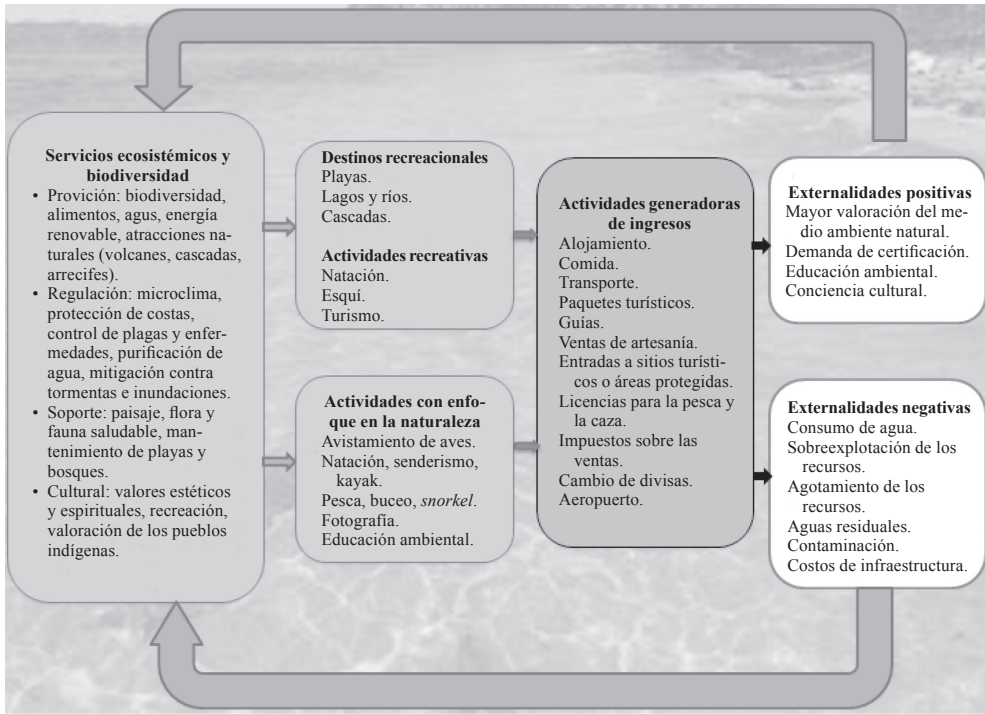 Servicios ecosistémicos y
biodiversidad
• Provición: biodiversidad,
alimentos, agus, energía
renovable, atracciones na-
turales (volcanes, cascadas,
arrecifes).
• Regulación: microclima,
protección de costas,
control de plagas y enfer-
medades, purificación de
agua, mitigación contra
tormentas e inundaciones.
• Soporte: paisaje, flora y
fauna saludable, man-
tenimiento de playas y
bosques.
• Cultural: valores estéticos
y espirituales, recreación,
valoración de los pueblos
indígenas.
Destinos recreacionales
Playas.
Lagos y ríos.
Cascadas.
Actividades recreativas
Natación.
Esquí.
Turismo.
Actividades con enfo-
que en la naturaleza
Avistamiento de aves.
Natación, senderismo,
kayak.
Pesca, buceo, snorkel.
Fotografía.
Educación ambiental.
Actividades generadoras
de ingresos
Alojamiento.
Comida.
Transporte.
Paquetes turísticos.
Guías.
Ventas de artesanía.
Entradas a sitios turísti-
cos o áreas protegidas.
Licencias para la pesca y
la caza.
Impuestos sobre las
ventas.
Cambio de divisas.
Aeropuerto.
Externalidades positivas
Mayor valoración del me-
dio ambiente natural.
Demanda de certificación.
Educación ambiental.
Conciencia cultural.
Externalidades negativas
Consumo de agua.
Sobreexplotación de los
recursos.
Agotamiento de los
recursos.
Aguas residuales.
Contaminación.
Costos de infraestructura.